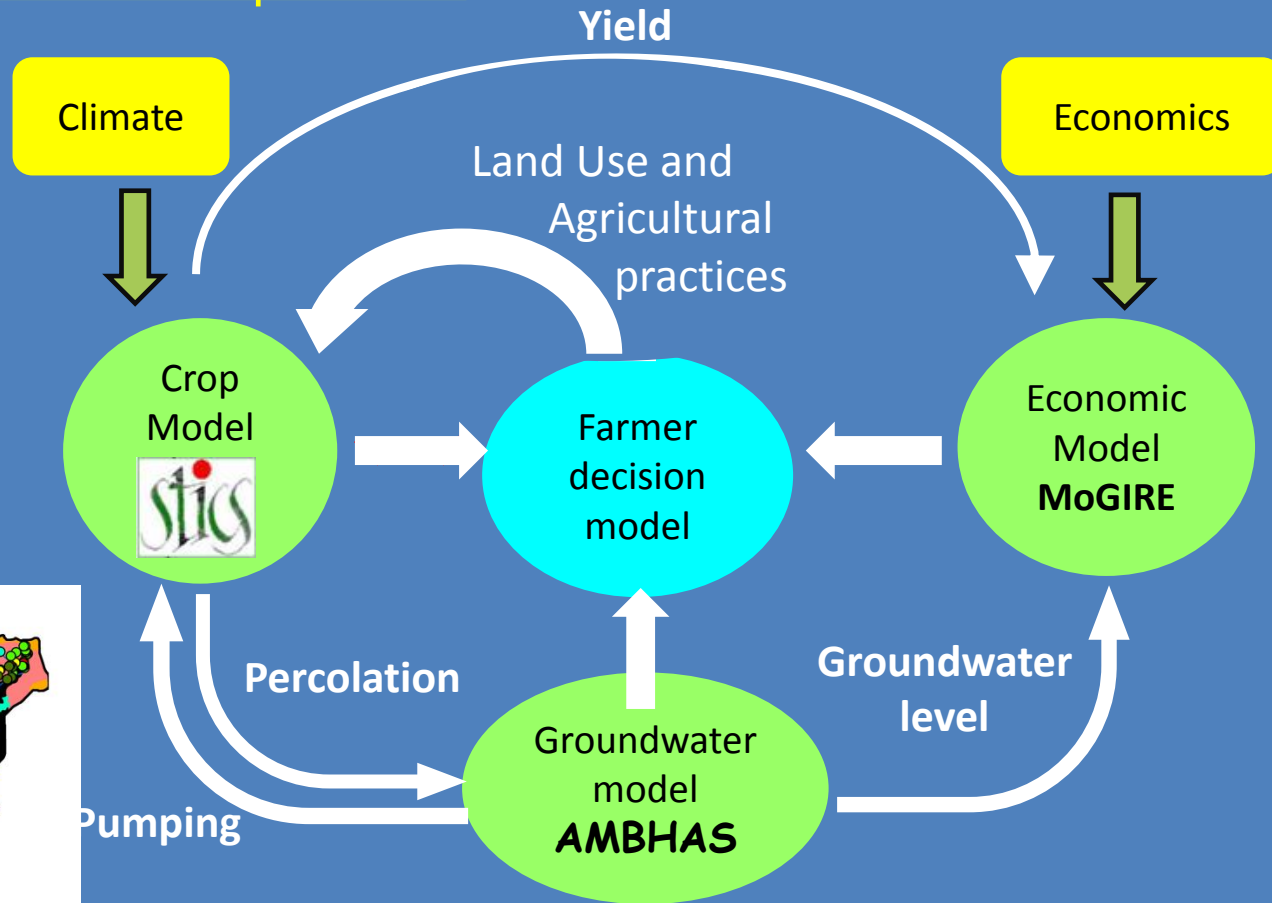 Yield
Climate
Economics
Land Use and
Agricultural
practices
Crop
Model
stics
Farmer
decision
model
Economic
Model
MoGIRE
Percolation
Groundwater
level
Groundwater
model
AMBHAS
Pumping